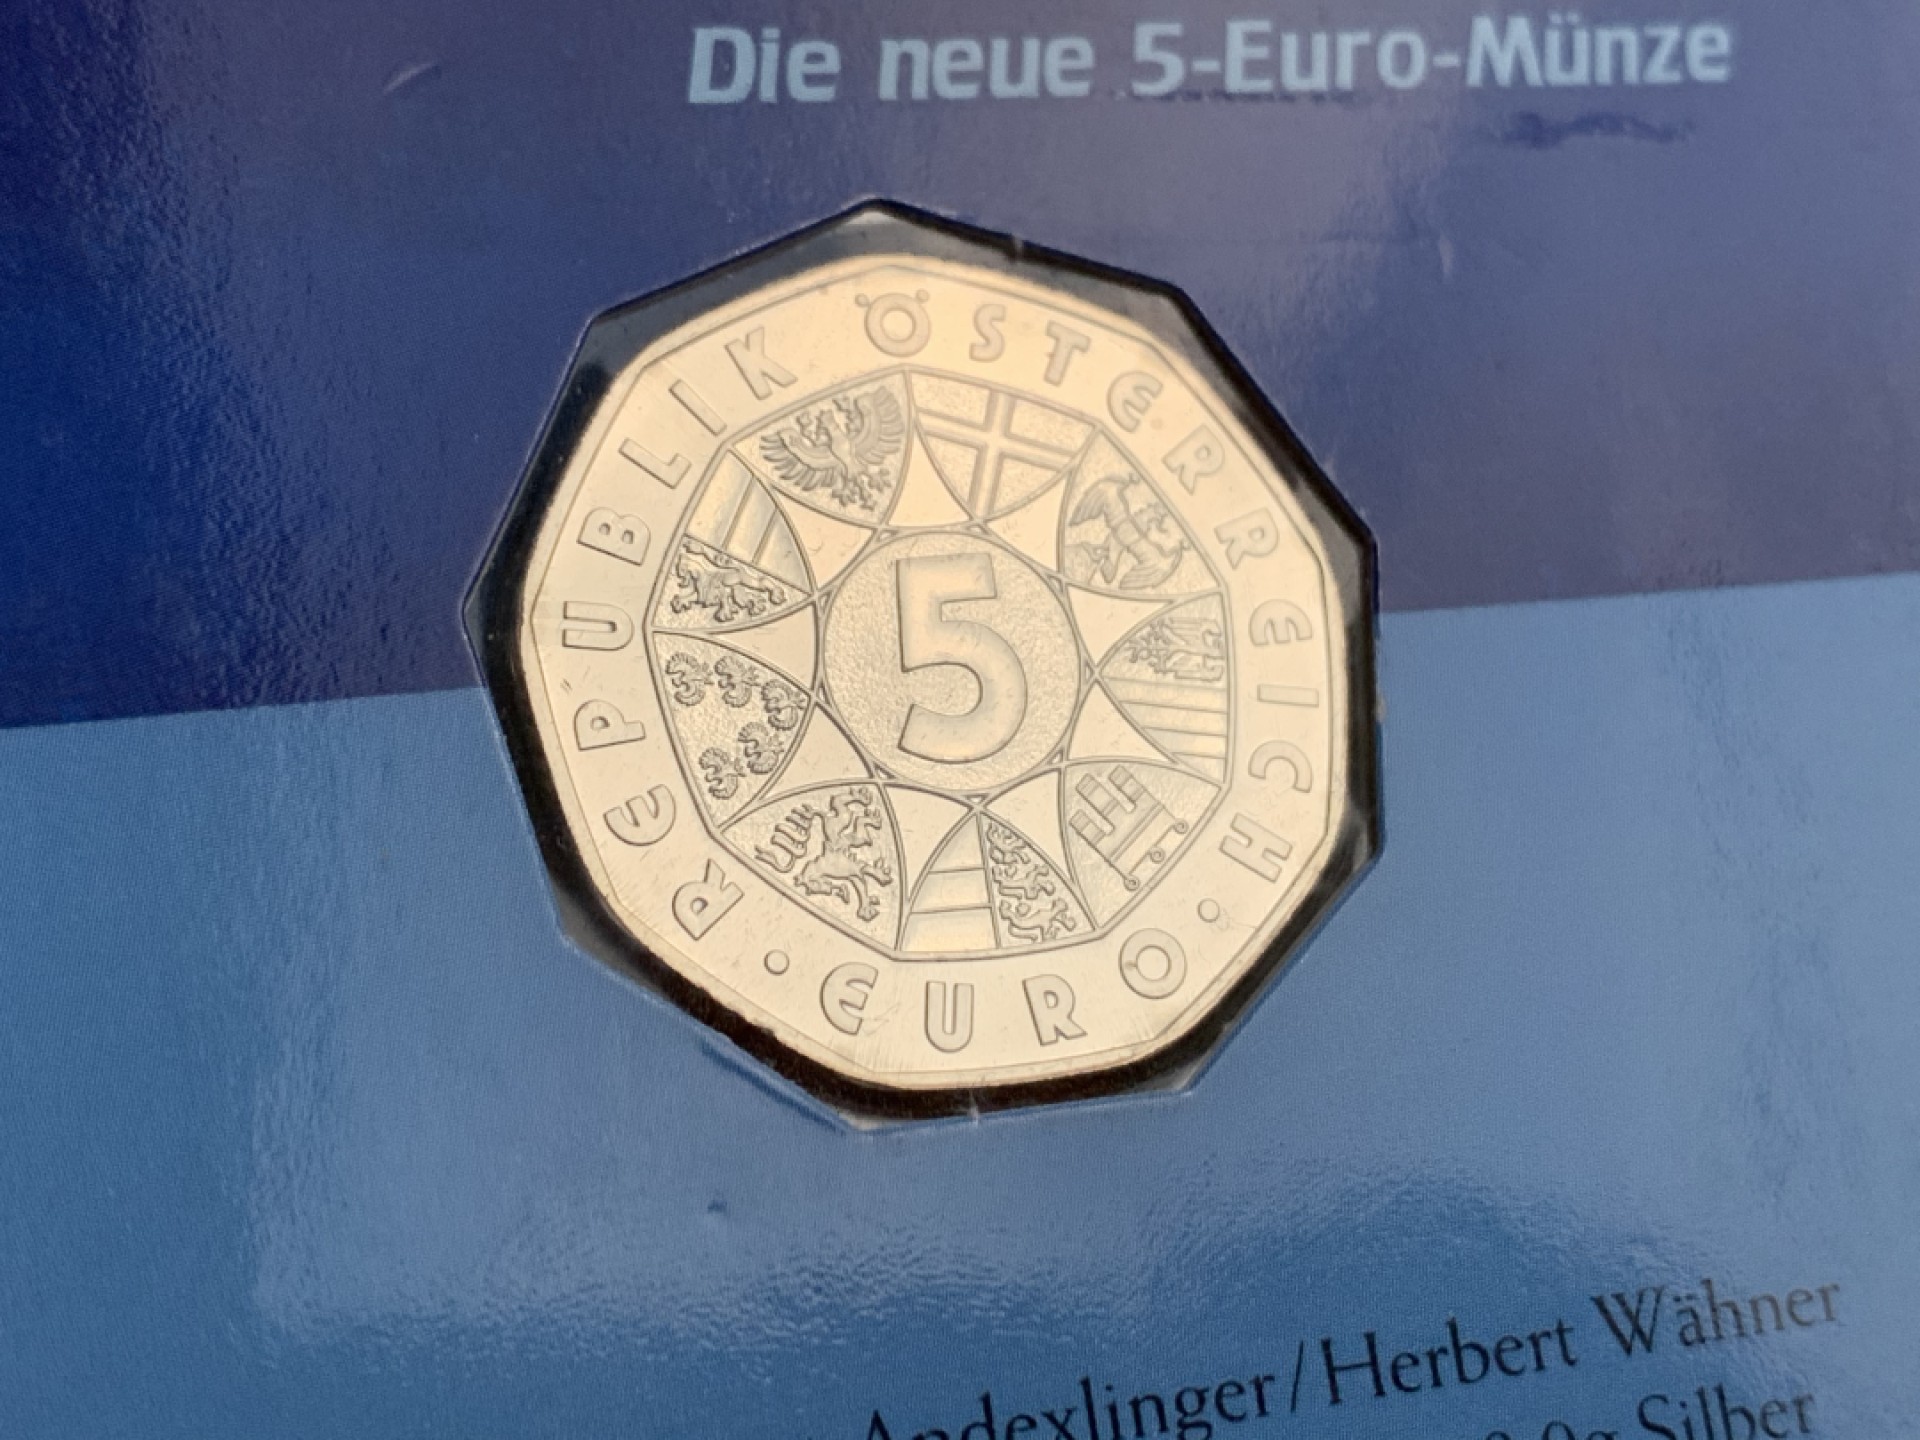 Die neue 5-Euro-Münze
REPUBLIK ÖSTERREICH
5
• EURO •
Andexlinger/Herbert Wähner
Silber